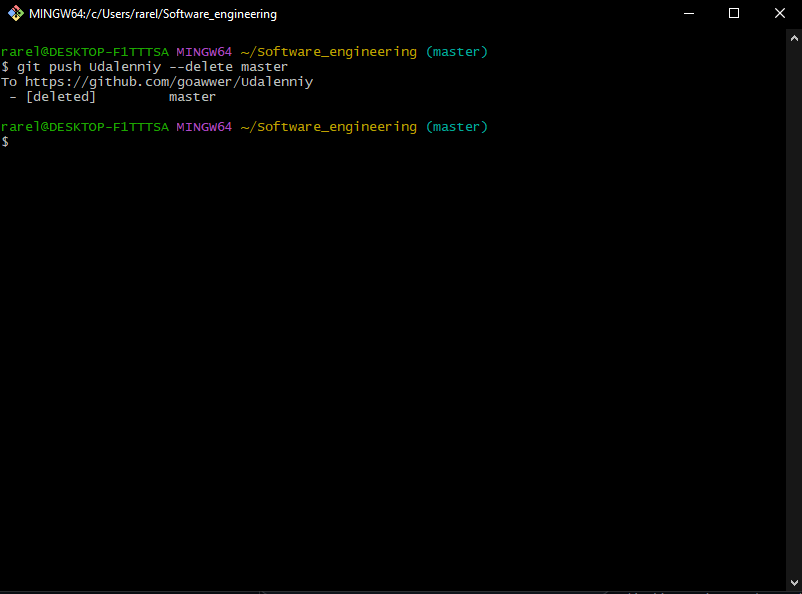 MINGW64:/c/Users/rarel/Software_engineering
rarel@DESKTOP-F1TTTSA MINGW64 ~/Software_engineering (master)
$ git push Udalenniy --delete master
To https://github.com/goawwer/Udalenniy
 - [deleted]         master
rarel@DESKTOP-F1TTTSA MINGW64 ~/Software_engineering (master)
$